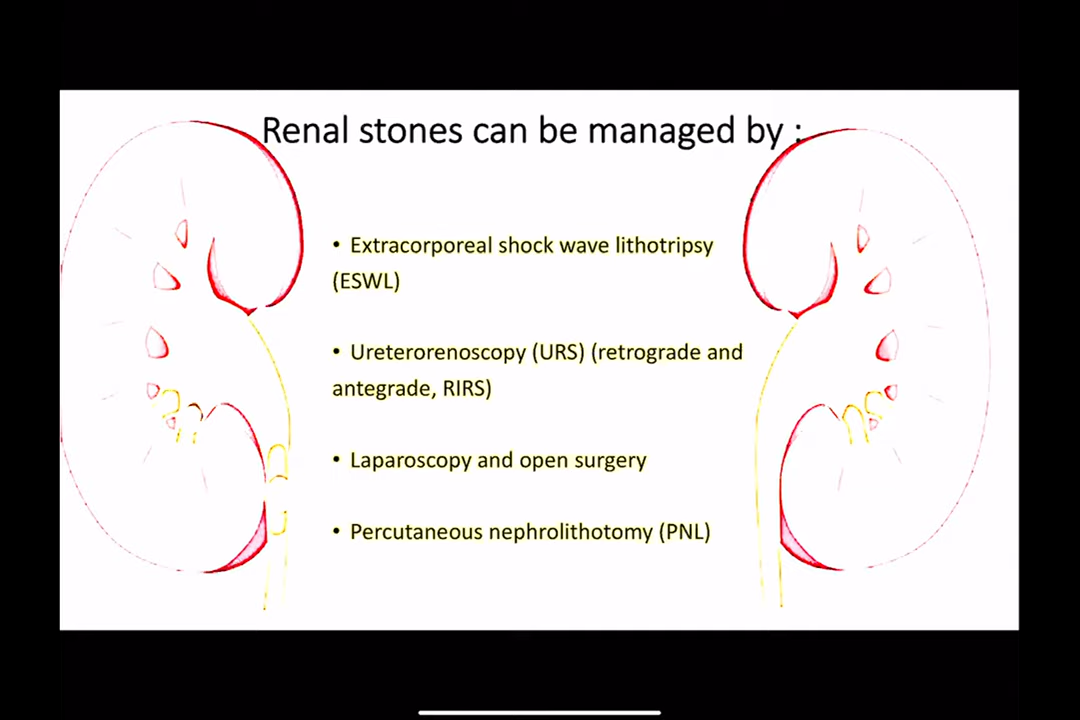 Renal stones can be managed by :
• Extracorporeal shock wave lithotripsy
(ESWL)
• Ureterorenoscopy (URS) (retrograde and
antegrade, RIRS)
• Laparoscopy and open surgery
• Percutaneous nephrolithotomy (PNL)